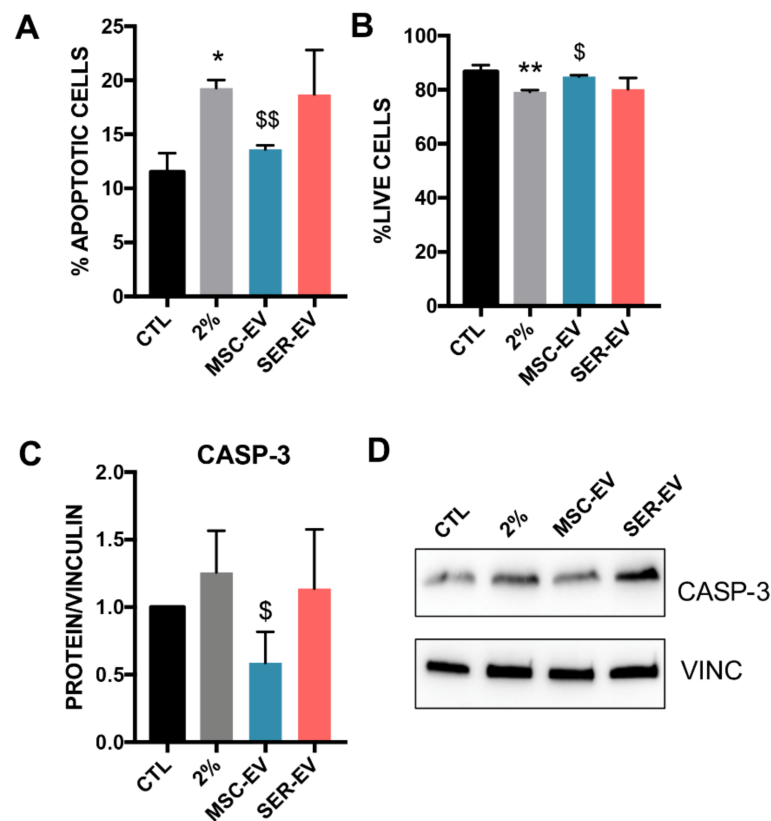 A
% APOPTOTIC CELLS
25
20
15
10
5
0
*
$$
CTL
2%
MSC-EV
SER-EV
B
%LIVE CELLS
100
80
60
40
20
0
**
$
CTL
2%
MSC-EV
SER-EV
C
CASP-3
PROTEIN/VINCULIN
2.0
1.5
1.0
0.5
0.0
$
CTL
2%
MSC-EV
SER-EV
D
CTL
2%
MSC-EV
SER-EV
CASP-3
VINC